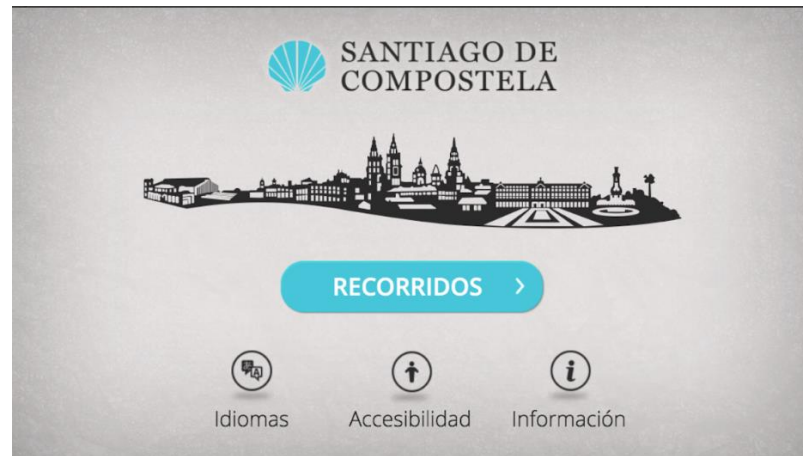 SANTIAGO DE
COMPOSTELA
RECORRIDOS
Idiomas
Accesibilidad
Información